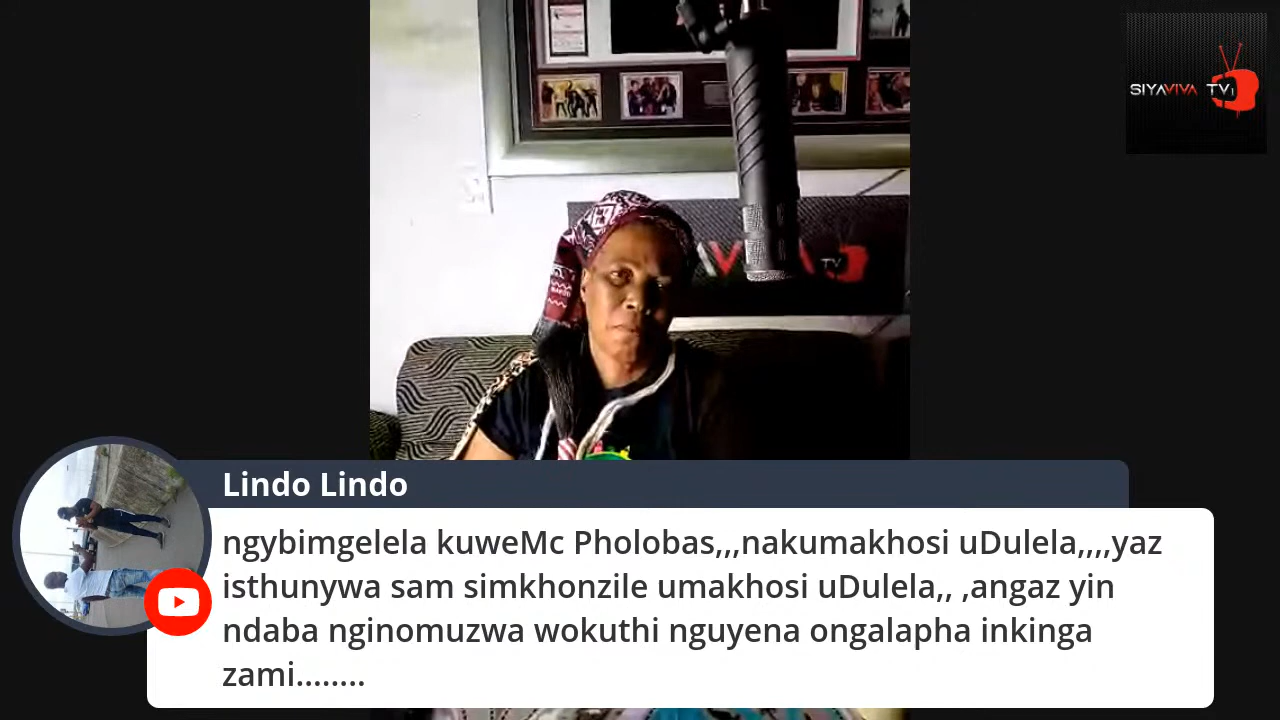 SIYAVIVA TV1
TV
Lindo Lindo
ngybimgelela kuweMc Pholobas,,,nakumakhosi uDulela,,,,yaz
isthunywa sam simkhonzile umakhosi uDulela,, ,angaz yin
ndaba nginomuzwa wokuthi nguyena ongalapha inkinga
zami........